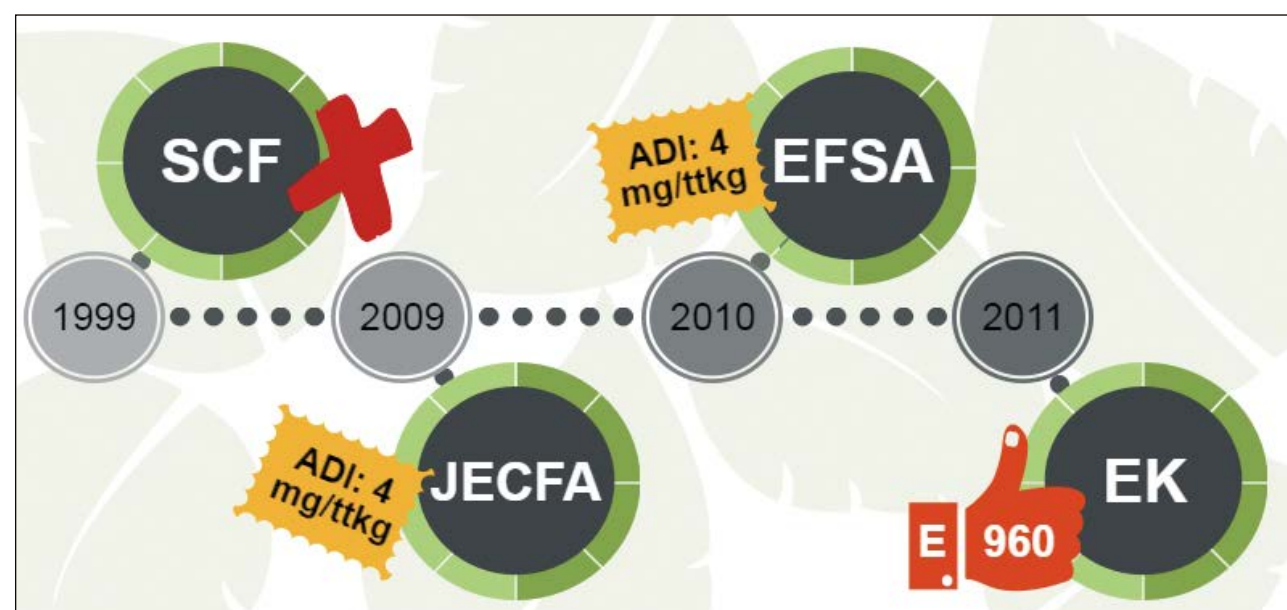 SCF
ADI: 4
mg/ttkg
EFSA
1999
2009
2010
2011
ADI: 4
mg/ttkg
JECFA
E
960
EK